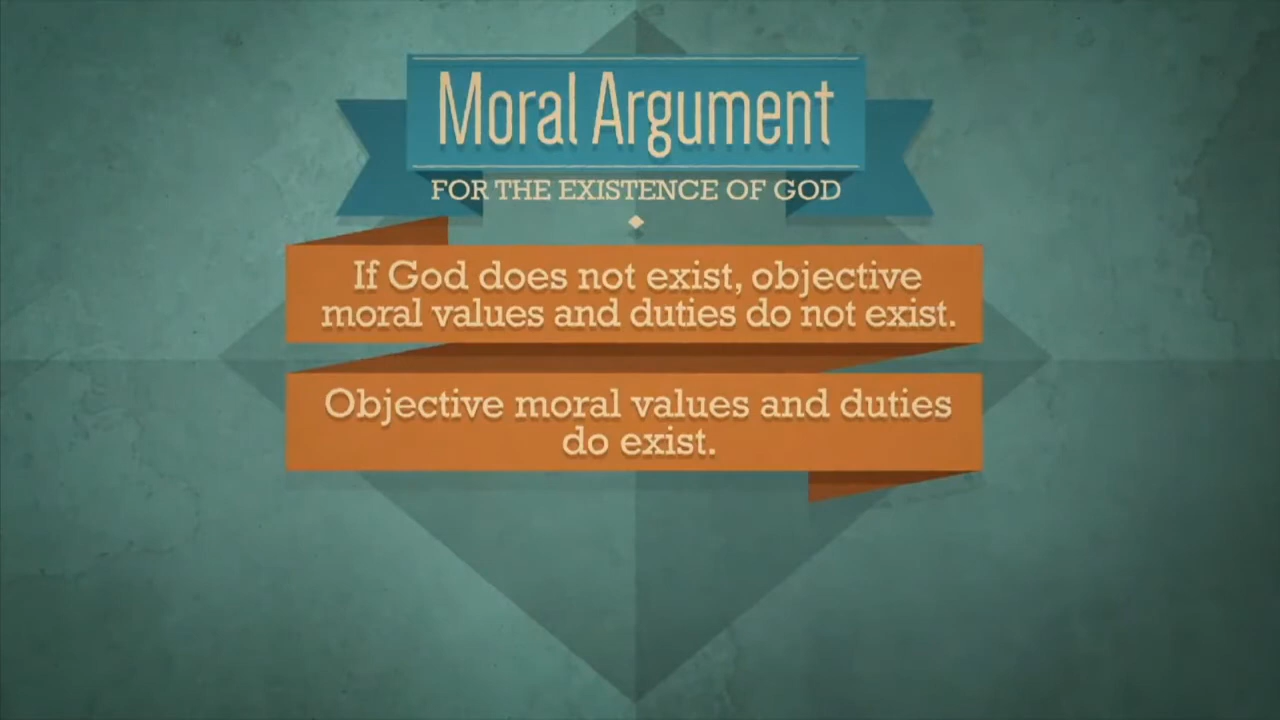 Moral Argument
FOR THE EXISTENCE OF GOD
If God does not exist, objective
moral values and duties do not exist.
Objective moral values and duties
do exist.